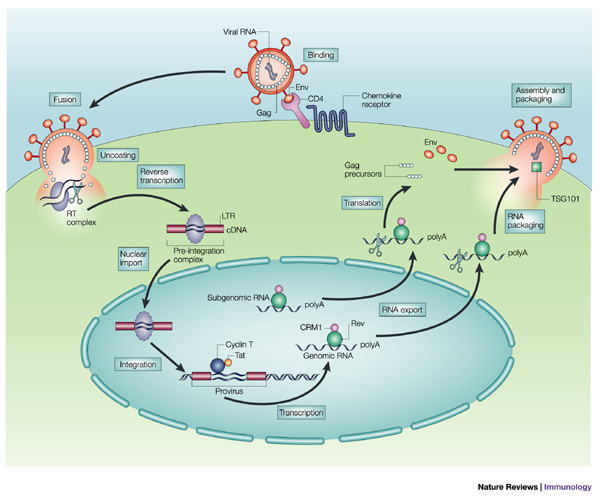 Viral RNA
Binding
Env
CD4
Chemokine
receptor
Gag
Fusion
Assembly and
packaging
Uncoating
Reverse
transcription
RT
complex
LTR
cDNA
Pre-integration
complex
Nuclear
import
Env
Gag
precursors
TSG101
Translation
RNA
packaging
polyA
polyA
Subgenomic RNA
polyA
RNA export
CRM1
Rev
polyA
Genomic RNA
Integration
Cyclin T
Tat
Provirus
Transcription
Nature Reviews | Immunology